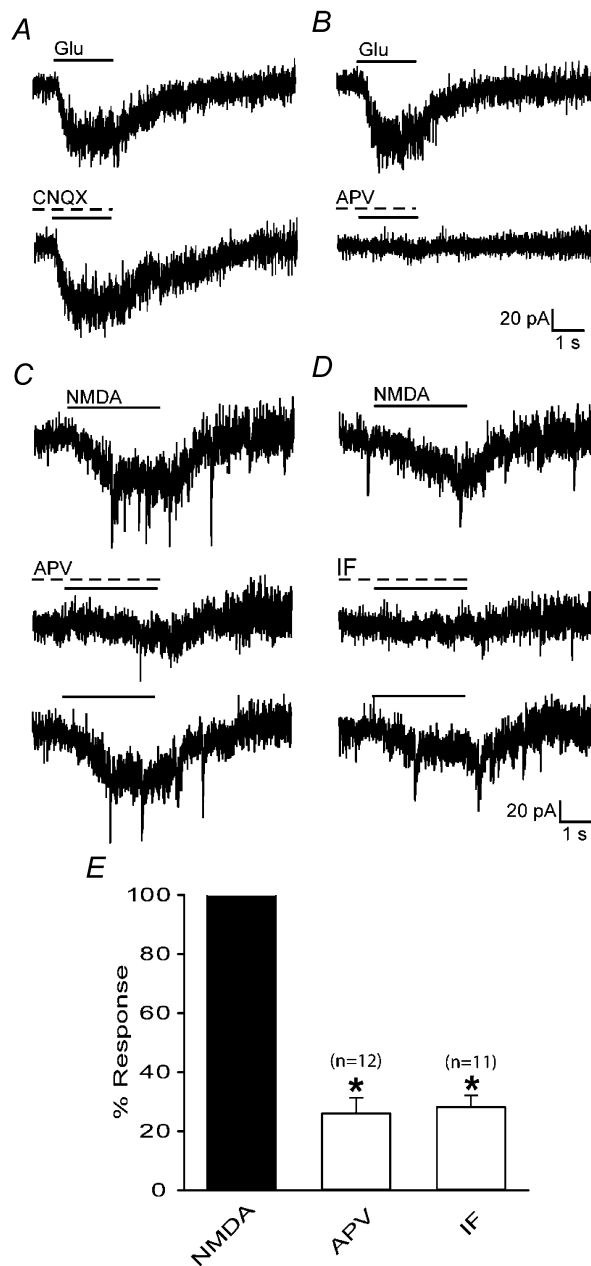 A
Glu
B
Glu
CNQX
APV
20 pA
1 s
C
NMDA
D
NMDA
APV
IF
20 pA
1 s
E
100
80
60
40
20
0
% Response
(n=12)
*
(n=11)
*
NMDA
APV
IF